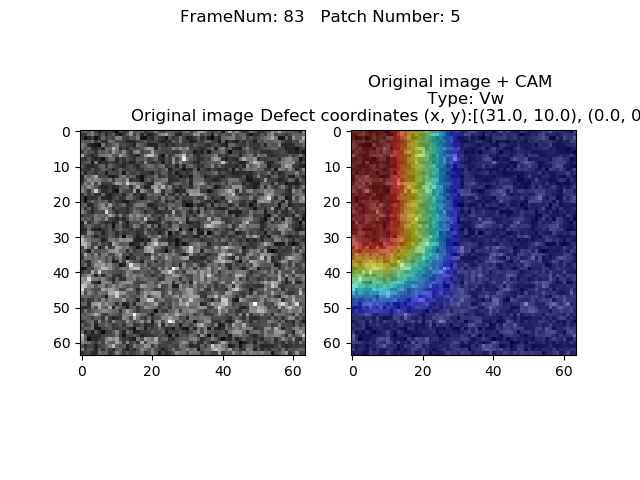 FrameNum: 83   Patch Number: 5
Original image + CAM
Type: Vw
Original image Defect coordinates (x, y):[(31.0, 10.0), (0.0, 0
0
10
20
30
40
50
60
0 20 40 60
0
10
20
30
40
50
60
0 20 40 60